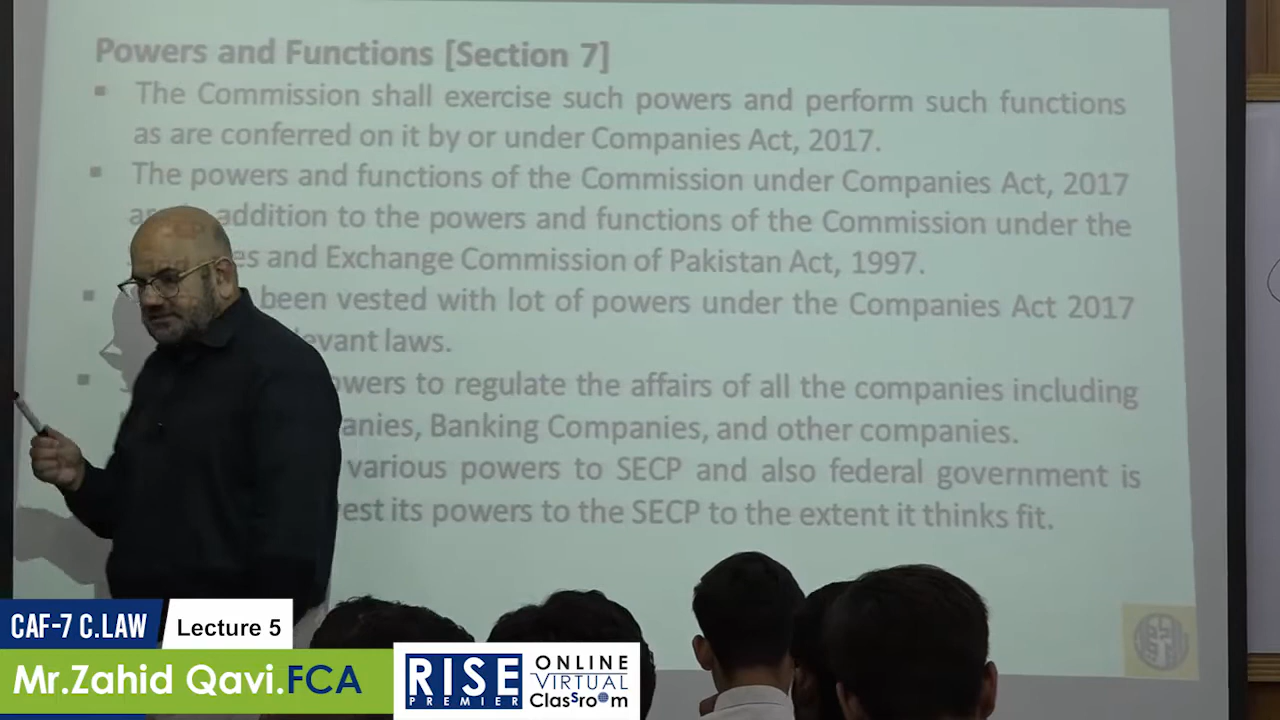 Powers and Functions [Section 7]
▪ The Commission shall exercise such powers and perform such functions
as are conferred on it by or under Companies Act, 2017.
▪ The powers and functions of the Commission under Companies Act, 2017
addition to the powers and functions of the Commission under the
and Exchange Commission of Pakistan Act, 1997.
▪ been vested with lot of powers under the Companies Act 2017
laws.
▪ to regulate the affairs of all the companies including
Banking Companies, and other companies.
various powers to SECP and also federal government is
its powers to the SECP to the extent it thinks fit.
CAF-7 C.LAW
Lecture 5
Mr.Zahid Qavi.FCA
RISE
PREMIER
ONLINE
VIRTUAL
Classroom